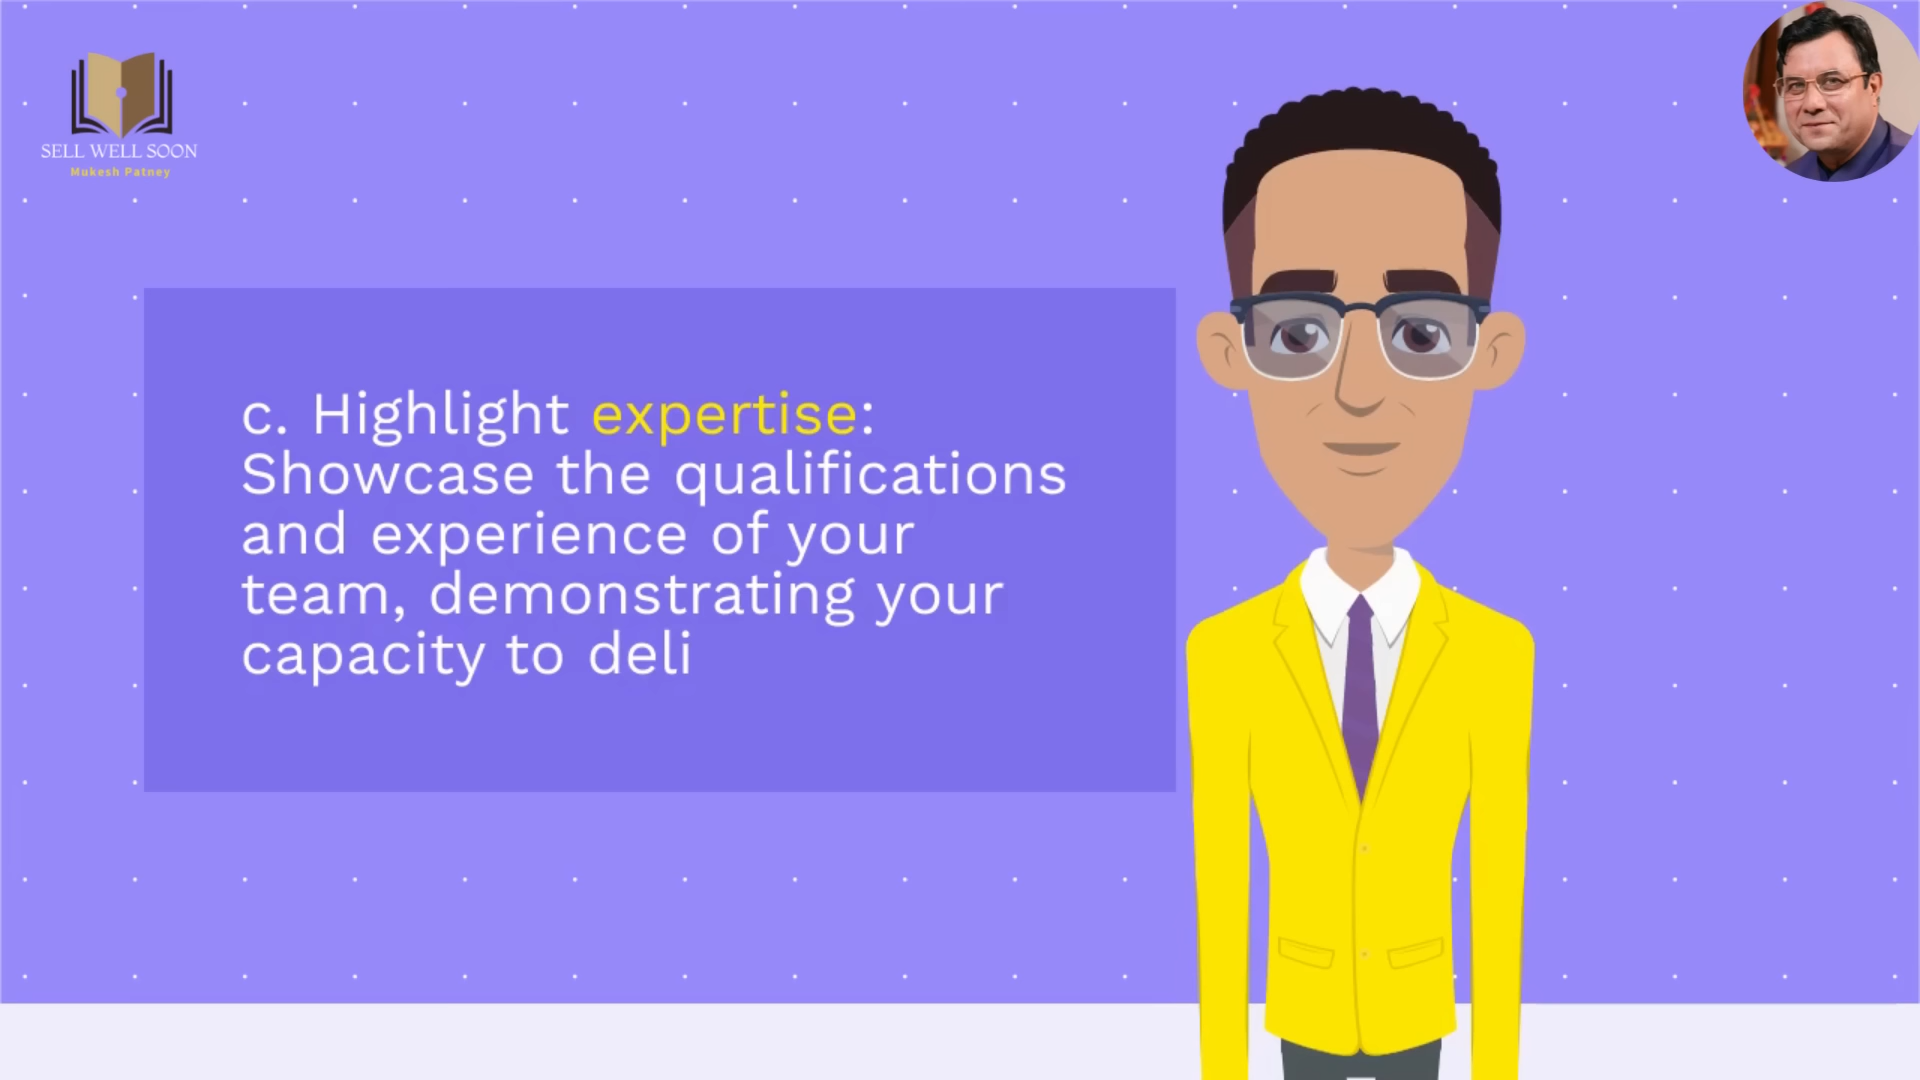 SELL WELL SOON
Mukesh Patney
c. Highlight expertise:
Showcase the qualifications
and experience of your
team, demonstrating your
capacity to deli